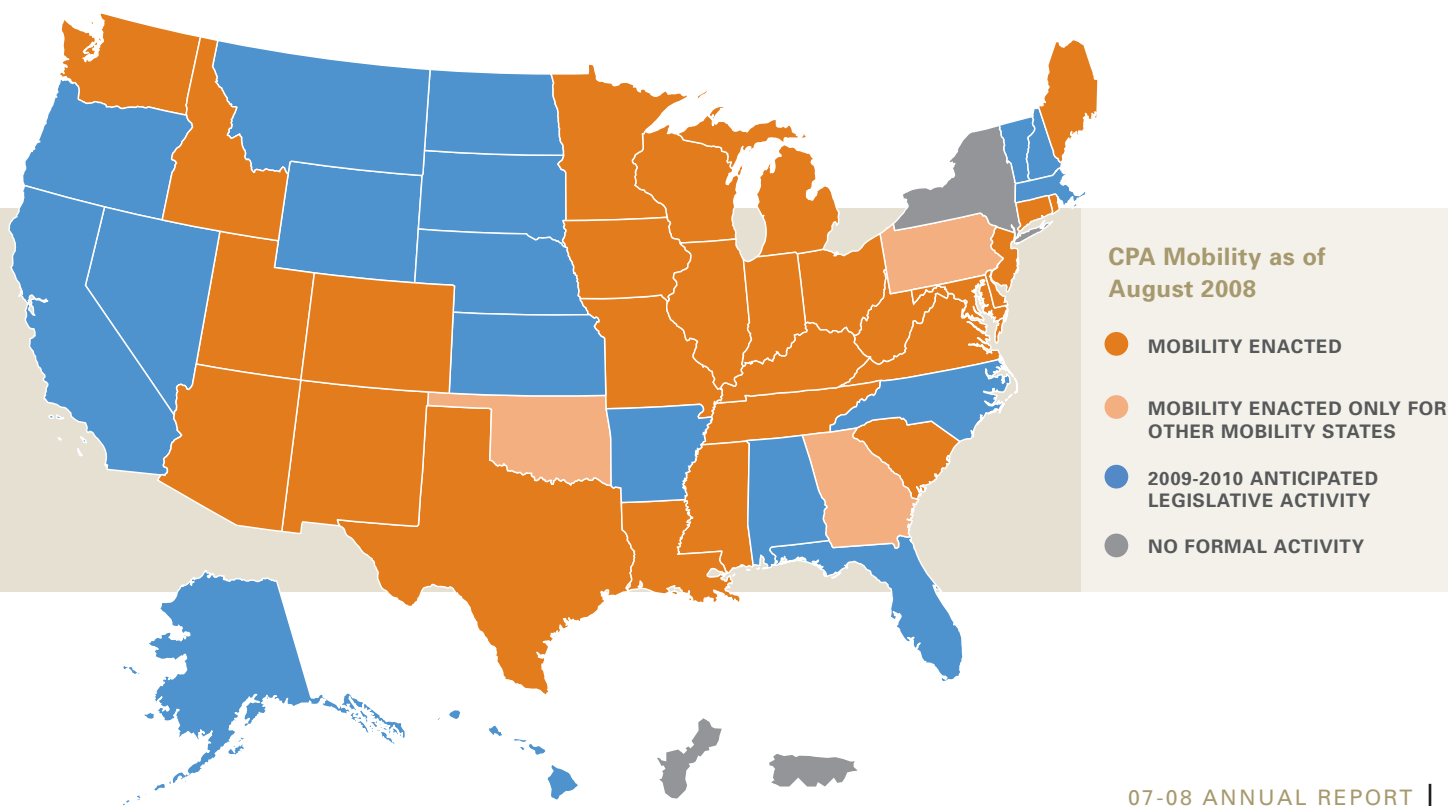 CPA Mobility as of
August 2008
MOBILITY ENACTED
MOBILITY ENACTED ONLY FOR
OTHER MOBILITY STATES
2009-2010 ANTICIPATED
LEGISLATIVE ACTIVITY
NO FORMAL ACTIVITY
07-08 ANNUAL REPORT |